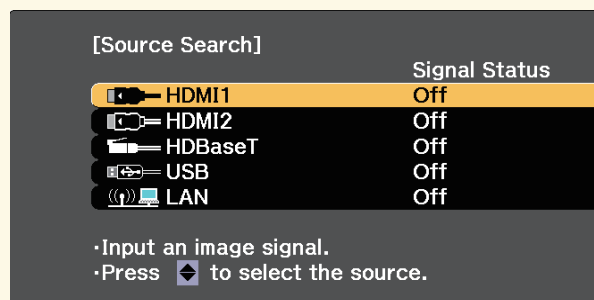 [Source Search]
Signal Status
HDMI1 Off
HDMI2 Off
HDBaseT Off
USB Off
LAN Off
·Input an image signal.
·Press to select the source.